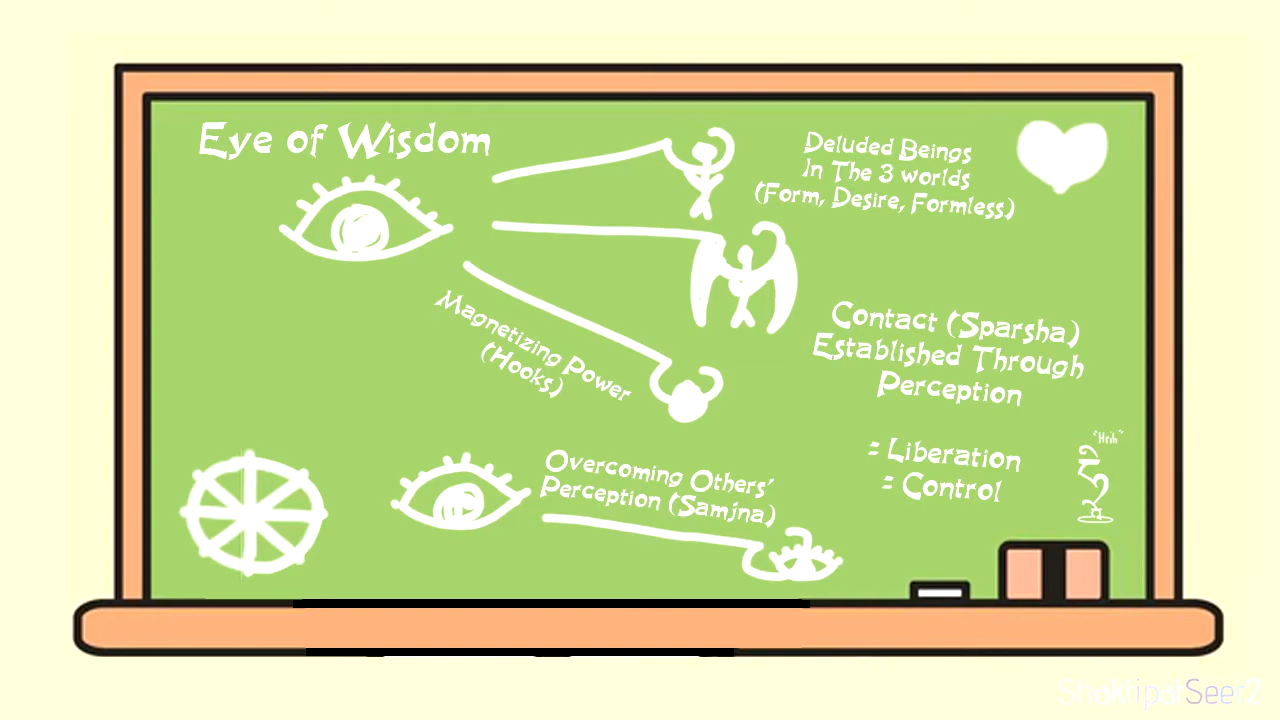 Eye of Wisdom
Deluded Beings
In The 3 worlds
(Form, Desire, Formless)
Magnetizing Power
(Hooks)
Contact (Sparsha)
Established Through
Perception
= Liberation
= Control
"Hrih"
Overcoming Others'
Perception (Samjna)
ShaktipatSeer2